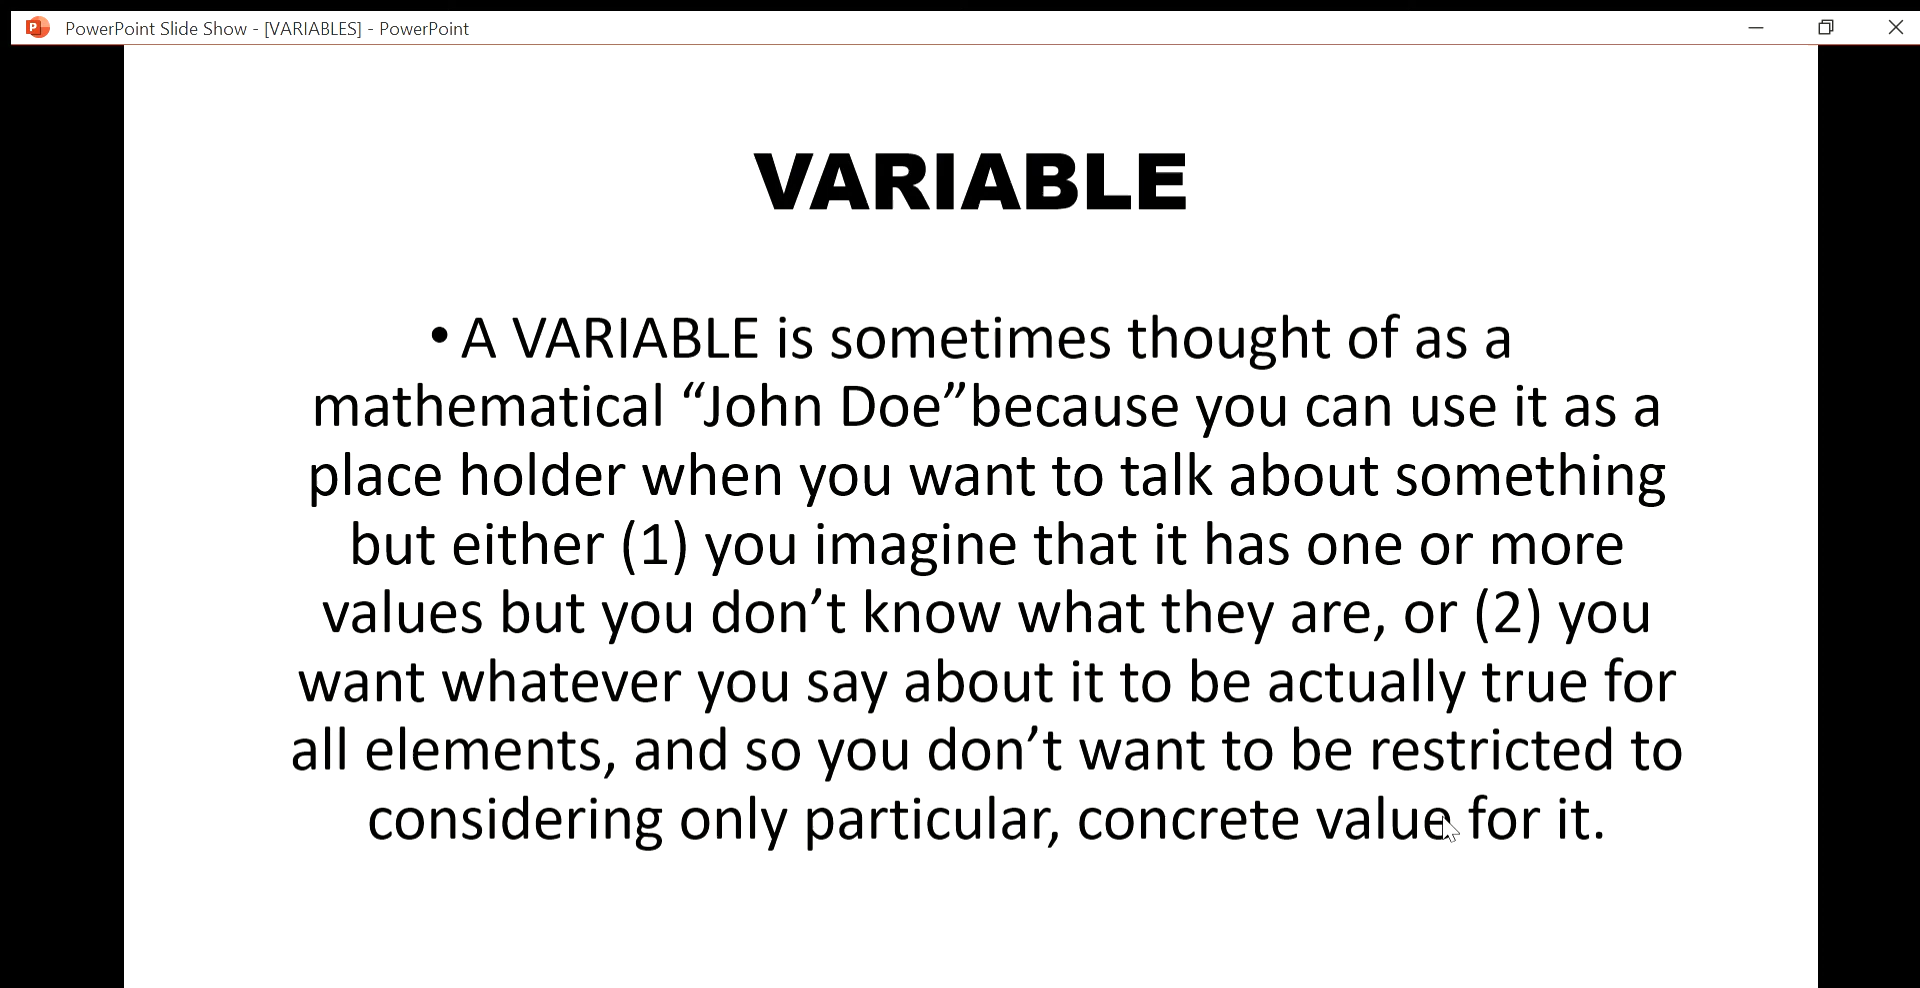 PowerPoint Slide Show - [VARIABLES] - PowerPoint
VARIABLE
• A VARIABLE is sometimes thought of as a
mathematical “John Doe”because you can use it as a
place holder when you want to talk about something
but either (1) you imagine that it has one or more
values but you don’t know what they are, or (2) you
want whatever you say about it to be actually true for
all elements, and so you don’t want to be restricted to
considering only particular, concrete value for it.